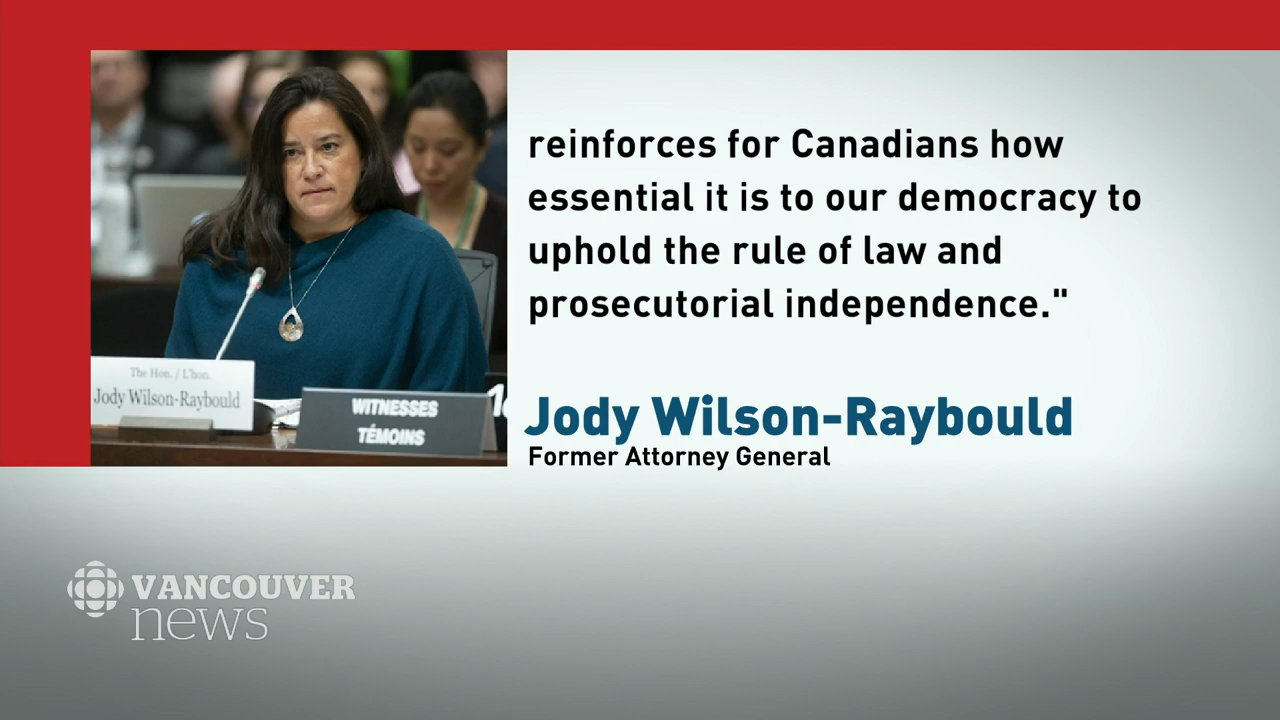 reinforces for Canadians how
essential it is to our democracy to
uphold the rule of law and
prosecutorial independence."
Jody Wilson-Raybould
Former Attorney General
The Hon. / L'hon.
Jody Wilson-Raybould
WITNESSES
TÉMOINS
VANCOUVER
news